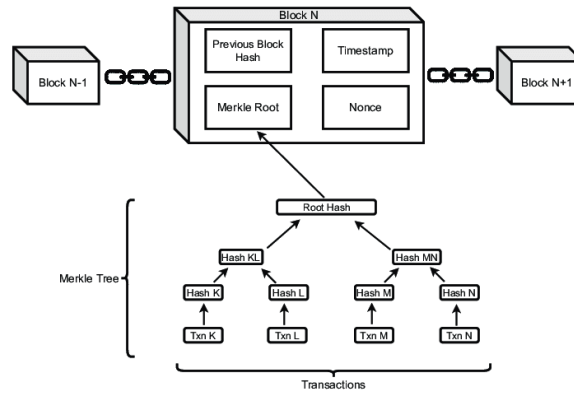 Block N
Previous Block
Hash
Timestamp
Block N-1
Block N+1
Merkle Root
Nonce
Root Hash
Hash KL
Hash MN
Merkle Tree
Hash K
Hash L
Hash M
Hash N
Txn K
Txn L
Txn M
Txn N
Transactions